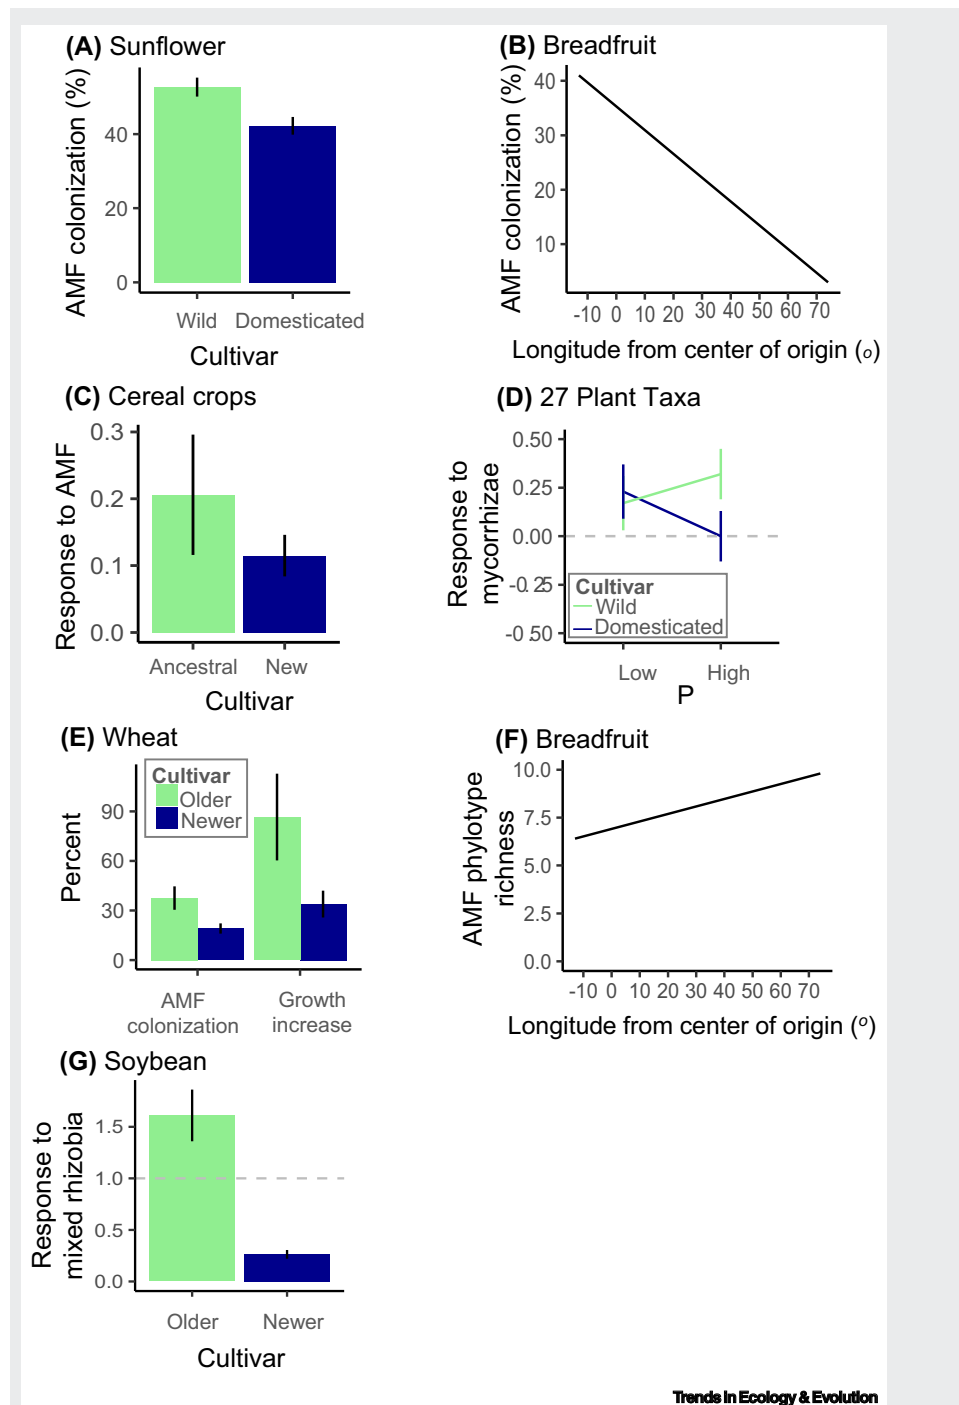 (A) Sunflower
AMF colonization (%)
40
20
0
Wild Domesticated
Cultivar
(B) Breadfruit
AMF colonization (%)
40
30
20
10
-10 0 10 20 30 40 50 60 70
Longitude from center of origin (o)
(C) Cereal crops
Response to AMF
0.3
0.2
0.1
0.0
Ancestral New
Cultivar
(D) 27 Plant Taxa
Response to
mycorrhizae
0.50
0.25
0.00
-0.25
-0.50
Cultivar
Wild
Domesticated
Low High
P
(E) Wheat
Percent
90
60
30
0
Cultivar
Older
Newer
AMF
colonization
Growth
increase
(F) Breadfruit
AMF phylotype
richness
10.0
7.5
5.0
2.5
0.0
-10 0 10 20 30 40 50 60 70
Longitude from center of origin (o)
(G) Soybean
Response to
mixed rhizobia
1.5
1.0
0.5
0.0
Older Newer
Cultivar
Trends in Ecology & Evolution